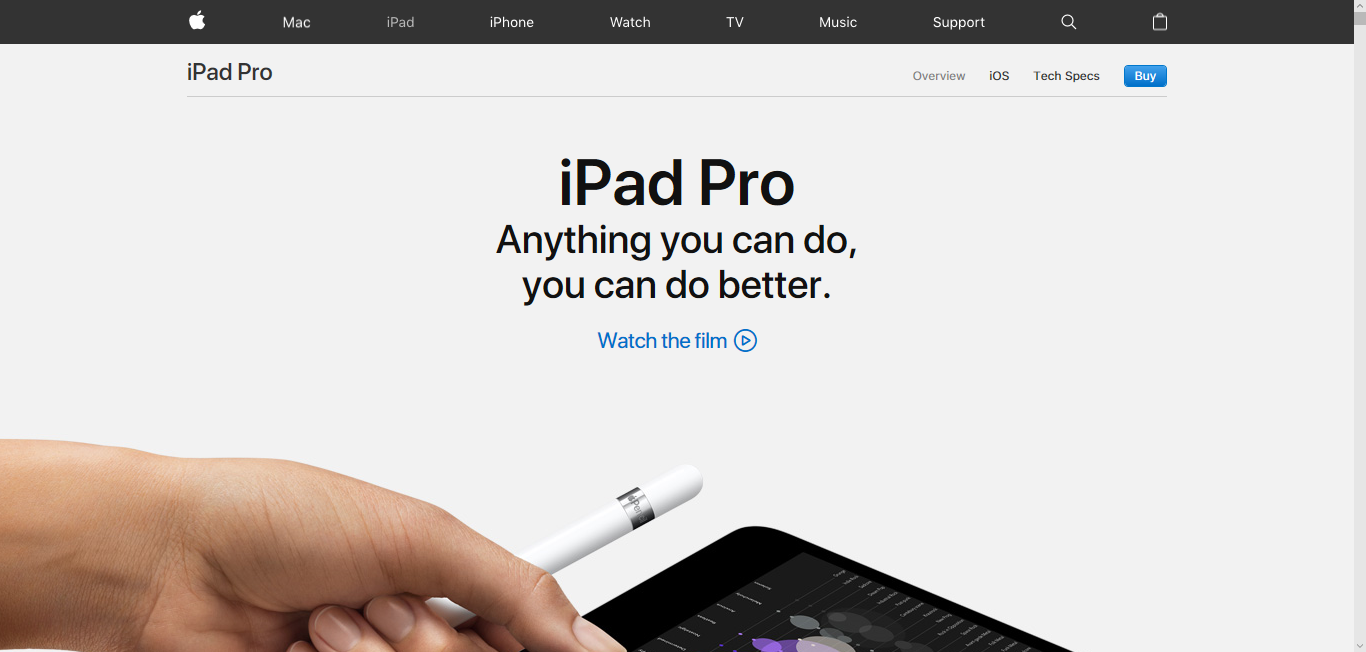 Mac
iPad
iPhone
Watch
TV
Music
Support
iPad Pro
Overview
iOS
Tech Specs
Buy
iPad Pro
Anything you can do,
you can do better.
Watch the film